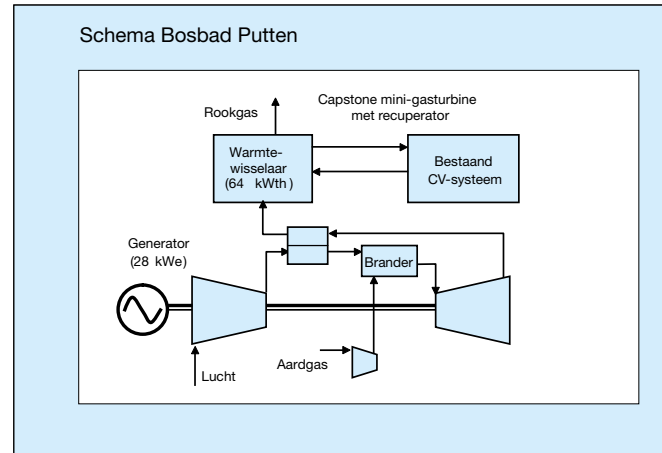 Schema Bosbad Putten
Capstone mini-gasturbine
met recuperator
Rookgas
Warmte-
wisselaar
(64 kWth)
Bestaand
CV-systeem
Generator
(28 kWe)
Brander
Aardgas
Lucht